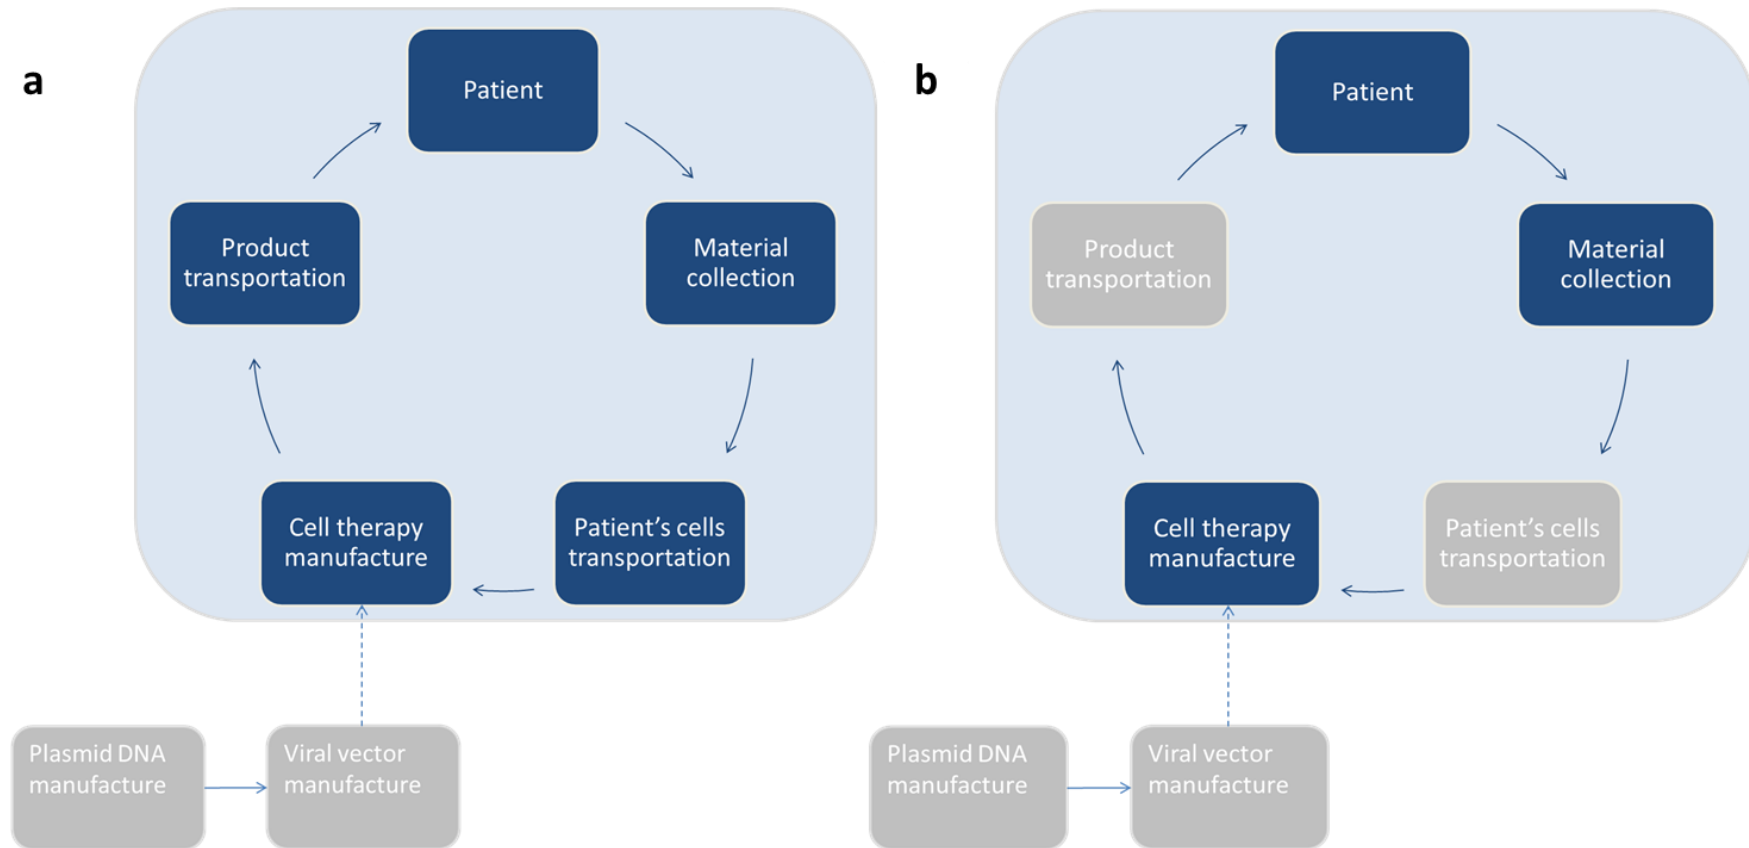 a
Patient
Product
transportation
Material
collection
Cell therapy
manufacture
Patient’s cells
transportation
Plasmid DNA
manufacture
Viral vector
manufacture
b
Patient
Product
transportation
Material
collection
Cell therapy
manufacture
Patient’s cells
transportation
Plasmid DNA
manufacture
Viral vector
manufacture